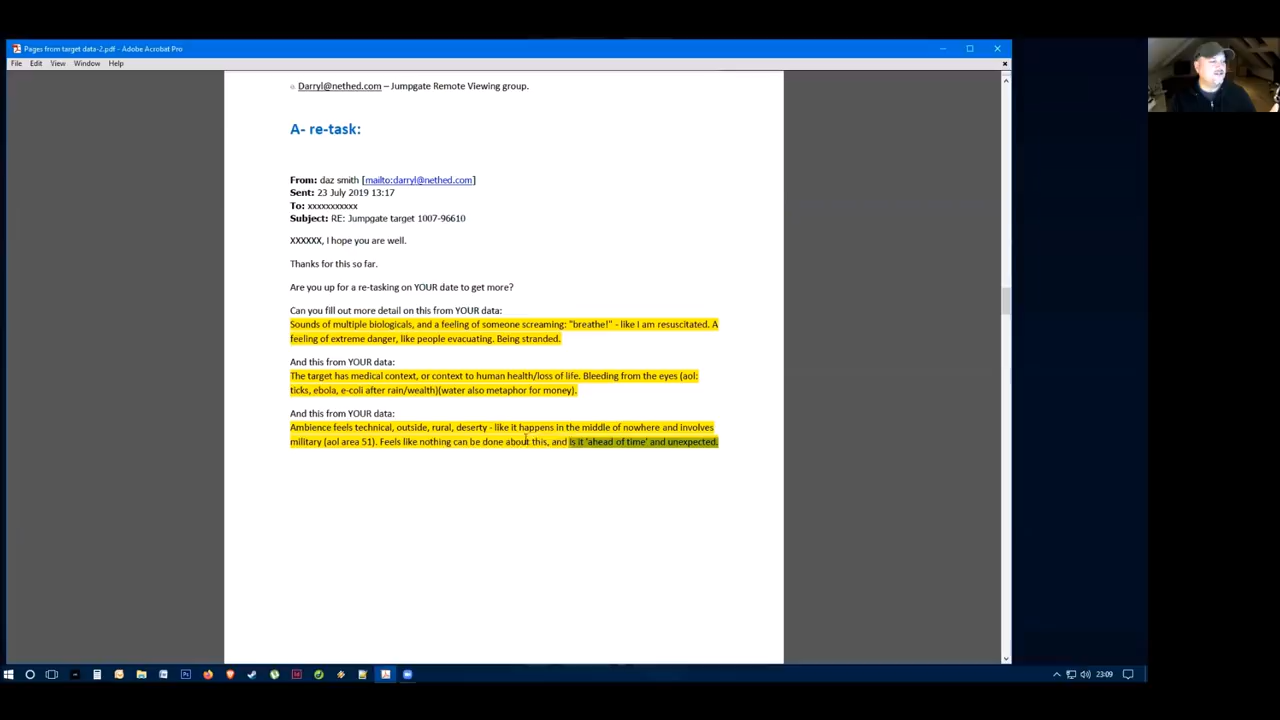 Pages from target data-2.pdf - Adobe Acrobat Pro
File Edit View Window Help
o Darryl@nethed.com – Jumpgate Remote Viewing group.
A- re-task:
From: daz smith [mailto:darryl@nethed.com]
Sent: 23 July 2019 13:17
To: xxxxxxxxxxx
Subject: RE: Jumpgate target 1007-96610
XXXXXX, I hope you are well.
Thanks for this so far.
Are you up for a re-tasking on YOUR date to get more?
Can you fill out more detail on this from YOUR data:
Sounds of multiple biologicals, and a feeling of someone screaming: "breathe!" - like I am resuscitated. A
feeling of extreme danger, like people evacuating. Being stranded.
And this from YOUR data:
The target has medical context, or context to human health/loss of life. Bleeding from the eyes (aol:
ticks, ebola, e-coli after rain/wealth)(water also metaphor for money).
And this from YOUR data:
Ambience feels technical, outside, rural, deserty - like it happens in the middle of nowhere and involves
military (aol area 51). Feels like nothing can be done about this, and is it 'ahead of time' and unexpected.
23:09